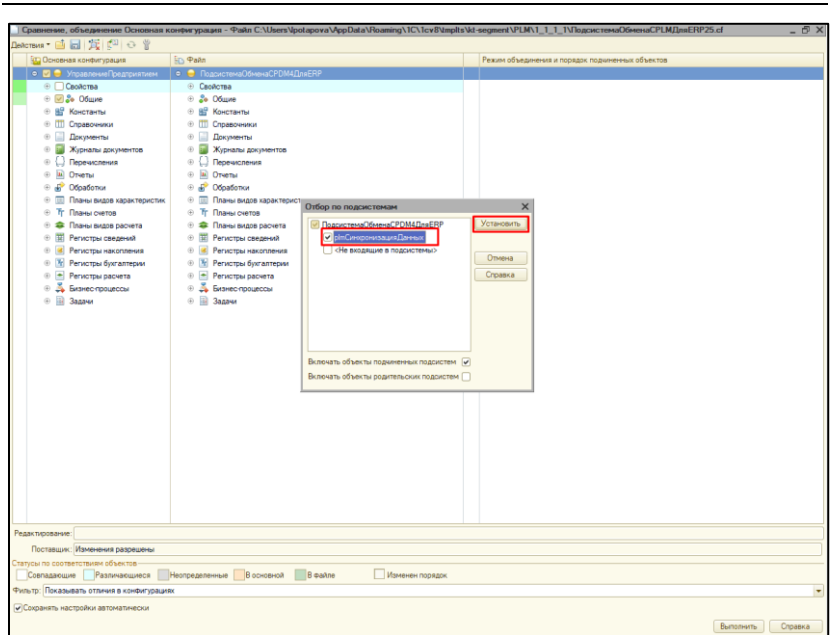 Сравнение, объединение Основная конфигурация - Файл C:\Users\lpotapova\AppData\Roaming\1C\1cv8\tmplts\kt-segment\PLM\1_1_1_1\ПодсистемаОбменаCPLMДляERP25.cf
Действия
Основная конфигурация
Файл
Режим объединения и порядок подчиненных объектов
УправлениеПредприятием
ПодсистемаОбменаCPDM4ДляERP
Свойства
Свойства
Общие
Общие
Константы
Константы
Справочники
Справочники
Документы
Документы
Журналы документов
Журналы документов
Перечисления
Перечисления
Отчеты
Отчеты
Обработки
Обработки
Планы видов характеристик
Планы видов характерист
Планы счетов
Планы счетов
Планы видов расчета
Планы видов расчета
Регистры сведений
Регистры сведений
Регистры накопления
Регистры накопления
Регистры бухгалтерии
Регистры бухгалтерии
Регистры расчета
Регистры расчета
Бизнес-процессы
Бизнес-процессы
Задачи
Задачи
Отбор по подсистемам
ПодсистемаОбменаCPDM4ДляERP
plmСинхронизацияДанных
<Не входящие в подсистемы>
Установить
Отмена
Справка
Включать объекты подчиненных подсистем
Включать объекты родительских подсистем
Редактирование:
Поставщик: Изменения разрешены
Статусы по соответствиям объектов
Совпадающие Различающиеся Неопределенные В основной В файле Изменен порядок
Фильтр: Показывать отличия в конфигурациях
Сохранять настройки автоматически
Выполнить Справка